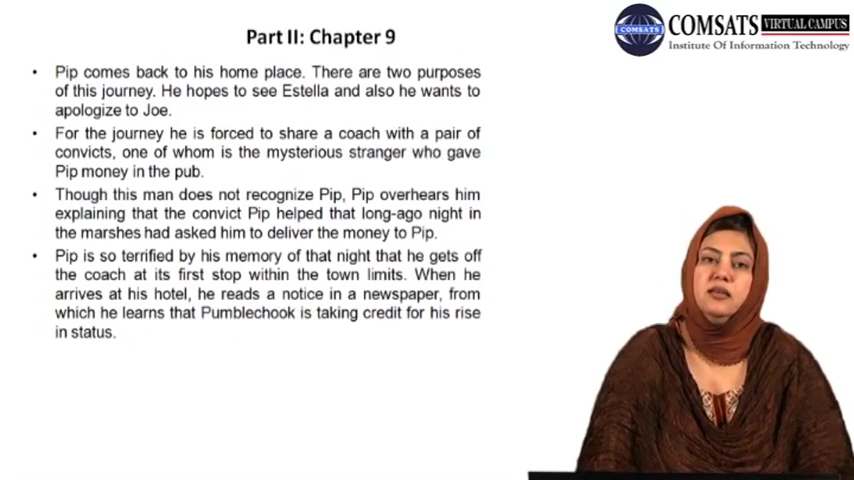 Part II: Chapter 9
COMSATS VIRTUAL CAMPUS
COMSATS
Institute Of Information Technology
• Pip comes back to his home place. There are two purposes
of this journey. He hopes to see Estella and also he wants to
apologize to Joe.
• For the journey he is forced to share a coach with a pair of
convicts, one of whom is the mysterious stranger who gave
Pip money in the pub.
• Though this man does not recognize Pip, Pip overhears him
explaining that the convict Pip helped that long-ago night in
the marshes had asked him to deliver the money to Pip.
• Pip is so terrified by his memory of that night that he gets off
the coach at its first stop within the town limits. When he
arrives at his hotel, he reads a notice in a newspaper, from
which he learns that Pumblechook is taking credit for his rise
in status.